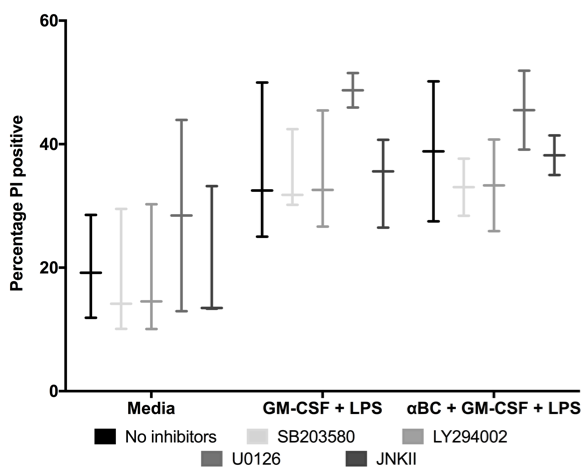 60
40
20
0
Percentage PI positive
Media
GM-CSF + LPS
αBC + GM-CSF + LPS
No inhibitors
SB203580
LY294002
U0126
JNKII